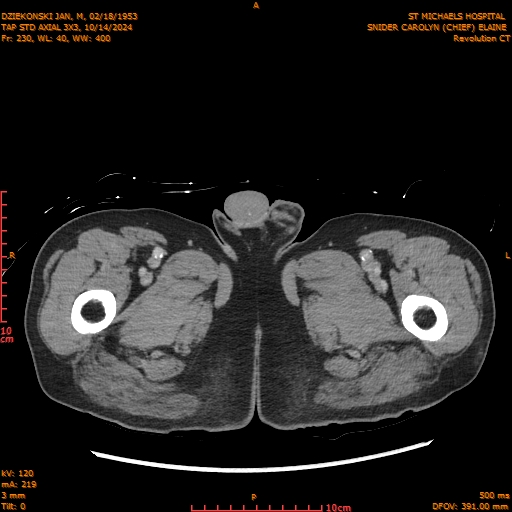 A
DZIEKONSKI JAN, M, 02/18/1953
TAP STD AXIAL 3X3, 10/14/2024
Fr: 230, WL: 40, WW: 400
ST MICHAELS HOSPITAL
SNIDER CAROLYN (CHIEF) ELAINE
Revolution CT
R
L
10
cm
kV: 120
mA: 219
3 mm
Tilt: 0
P
10cm
500 ms
DFOV: 391.00 mm